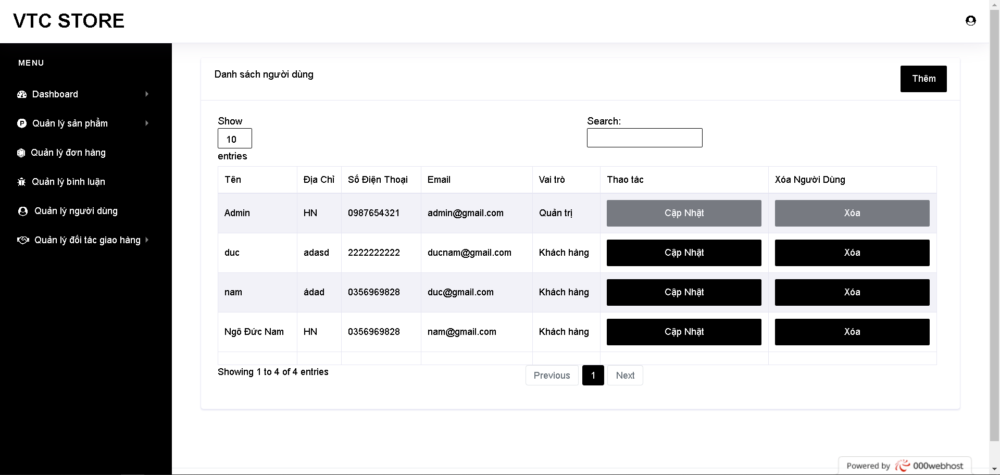 VTC STORE
MENU
Dashboard
Quản lý sản phẩm
Quản lý đơn hàng
Quản lý bình luận
Quản lý người dùng
Quản lý đối tác giao hàng
Danh sách người dùng
Thêm
Show
10
entries
Search:
Tên Địa Chỉ Số Điện Thoại Email Vai trò Thao tác Xóa Người Dùng
Admin HN 0987654321 admin@gmail.com Quản trị Cập Nhật Xóa
duc adasd 2222222222 ducnam@gmail.com Khách hàng Cập Nhật Xóa
nam ádad 0356969828 duc@gmail.com Khách hàng Cập Nhật Xóa
Ngô Đức Nam HN 0356969828 nam@gmail.com Khách hàng Cập Nhật Xóa
Showing 1 to 4 of 4 entries
Previous 1 Next
Powered by 000webhost